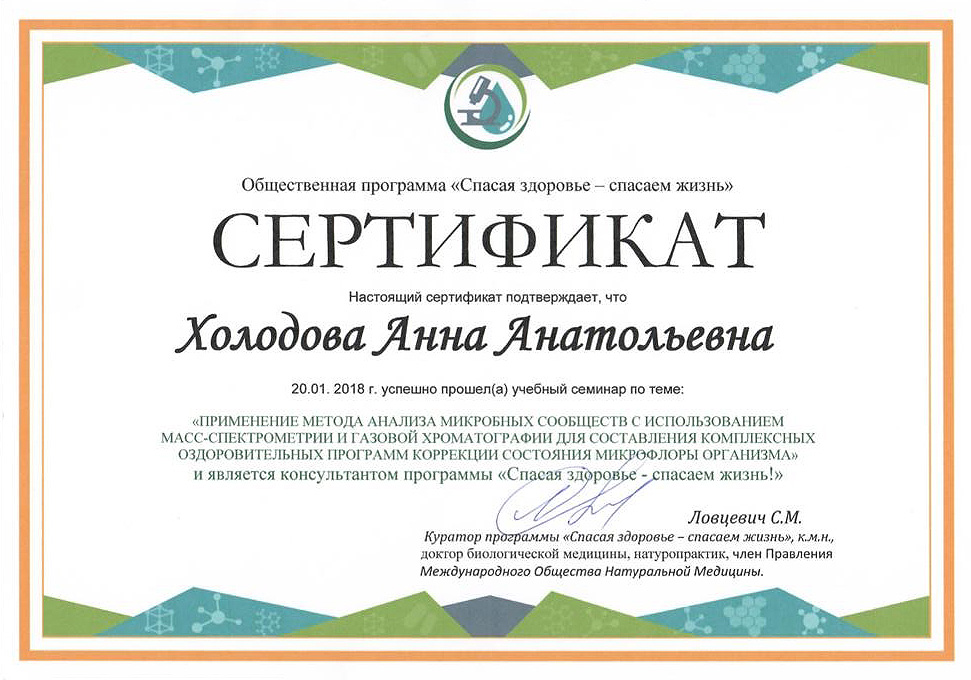 Общественная программа «Спасая здоровье – спасаем жизнь»
СЕРТИФИКАТ
Настоящий сертификат подтверждает, что
Холодова Анна Анатольевна
20.01. 2018 г. успешно прошел(а) учебный семинар по теме:
«ПРИМЕНЕНИЕ МЕТОДА АНАЛИЗА МИКРОБНЫХ СООБЩЕСТВ С ИСПОЛЬЗОВАНИЕМ
МАСС-СПЕКТРОМЕТРИИ И ГАЗОВОЙ ХРОМАТОГРАФИИ ДЛЯ СОСТАВЛЕНИЯ КОМПЛЕКСНЫХ
ОЗДОРОВИТЕЛЬНЫХ ПРОГРАММ КОРРЕКЦИИ СОСТОЯНИЯ МИКРОФЛОРЫ ОРГАНИЗМА»
и является консультантом программы «Спасая здоровье - спасаем жизнь!»
Ловцевич С.М.
Куратор программы «Спасая здоровье – спасаем жизнь», к.м.н.,
доктор биологической медицины, натуропрактик, член Правления
Международного Общества Натуральной Медицины.